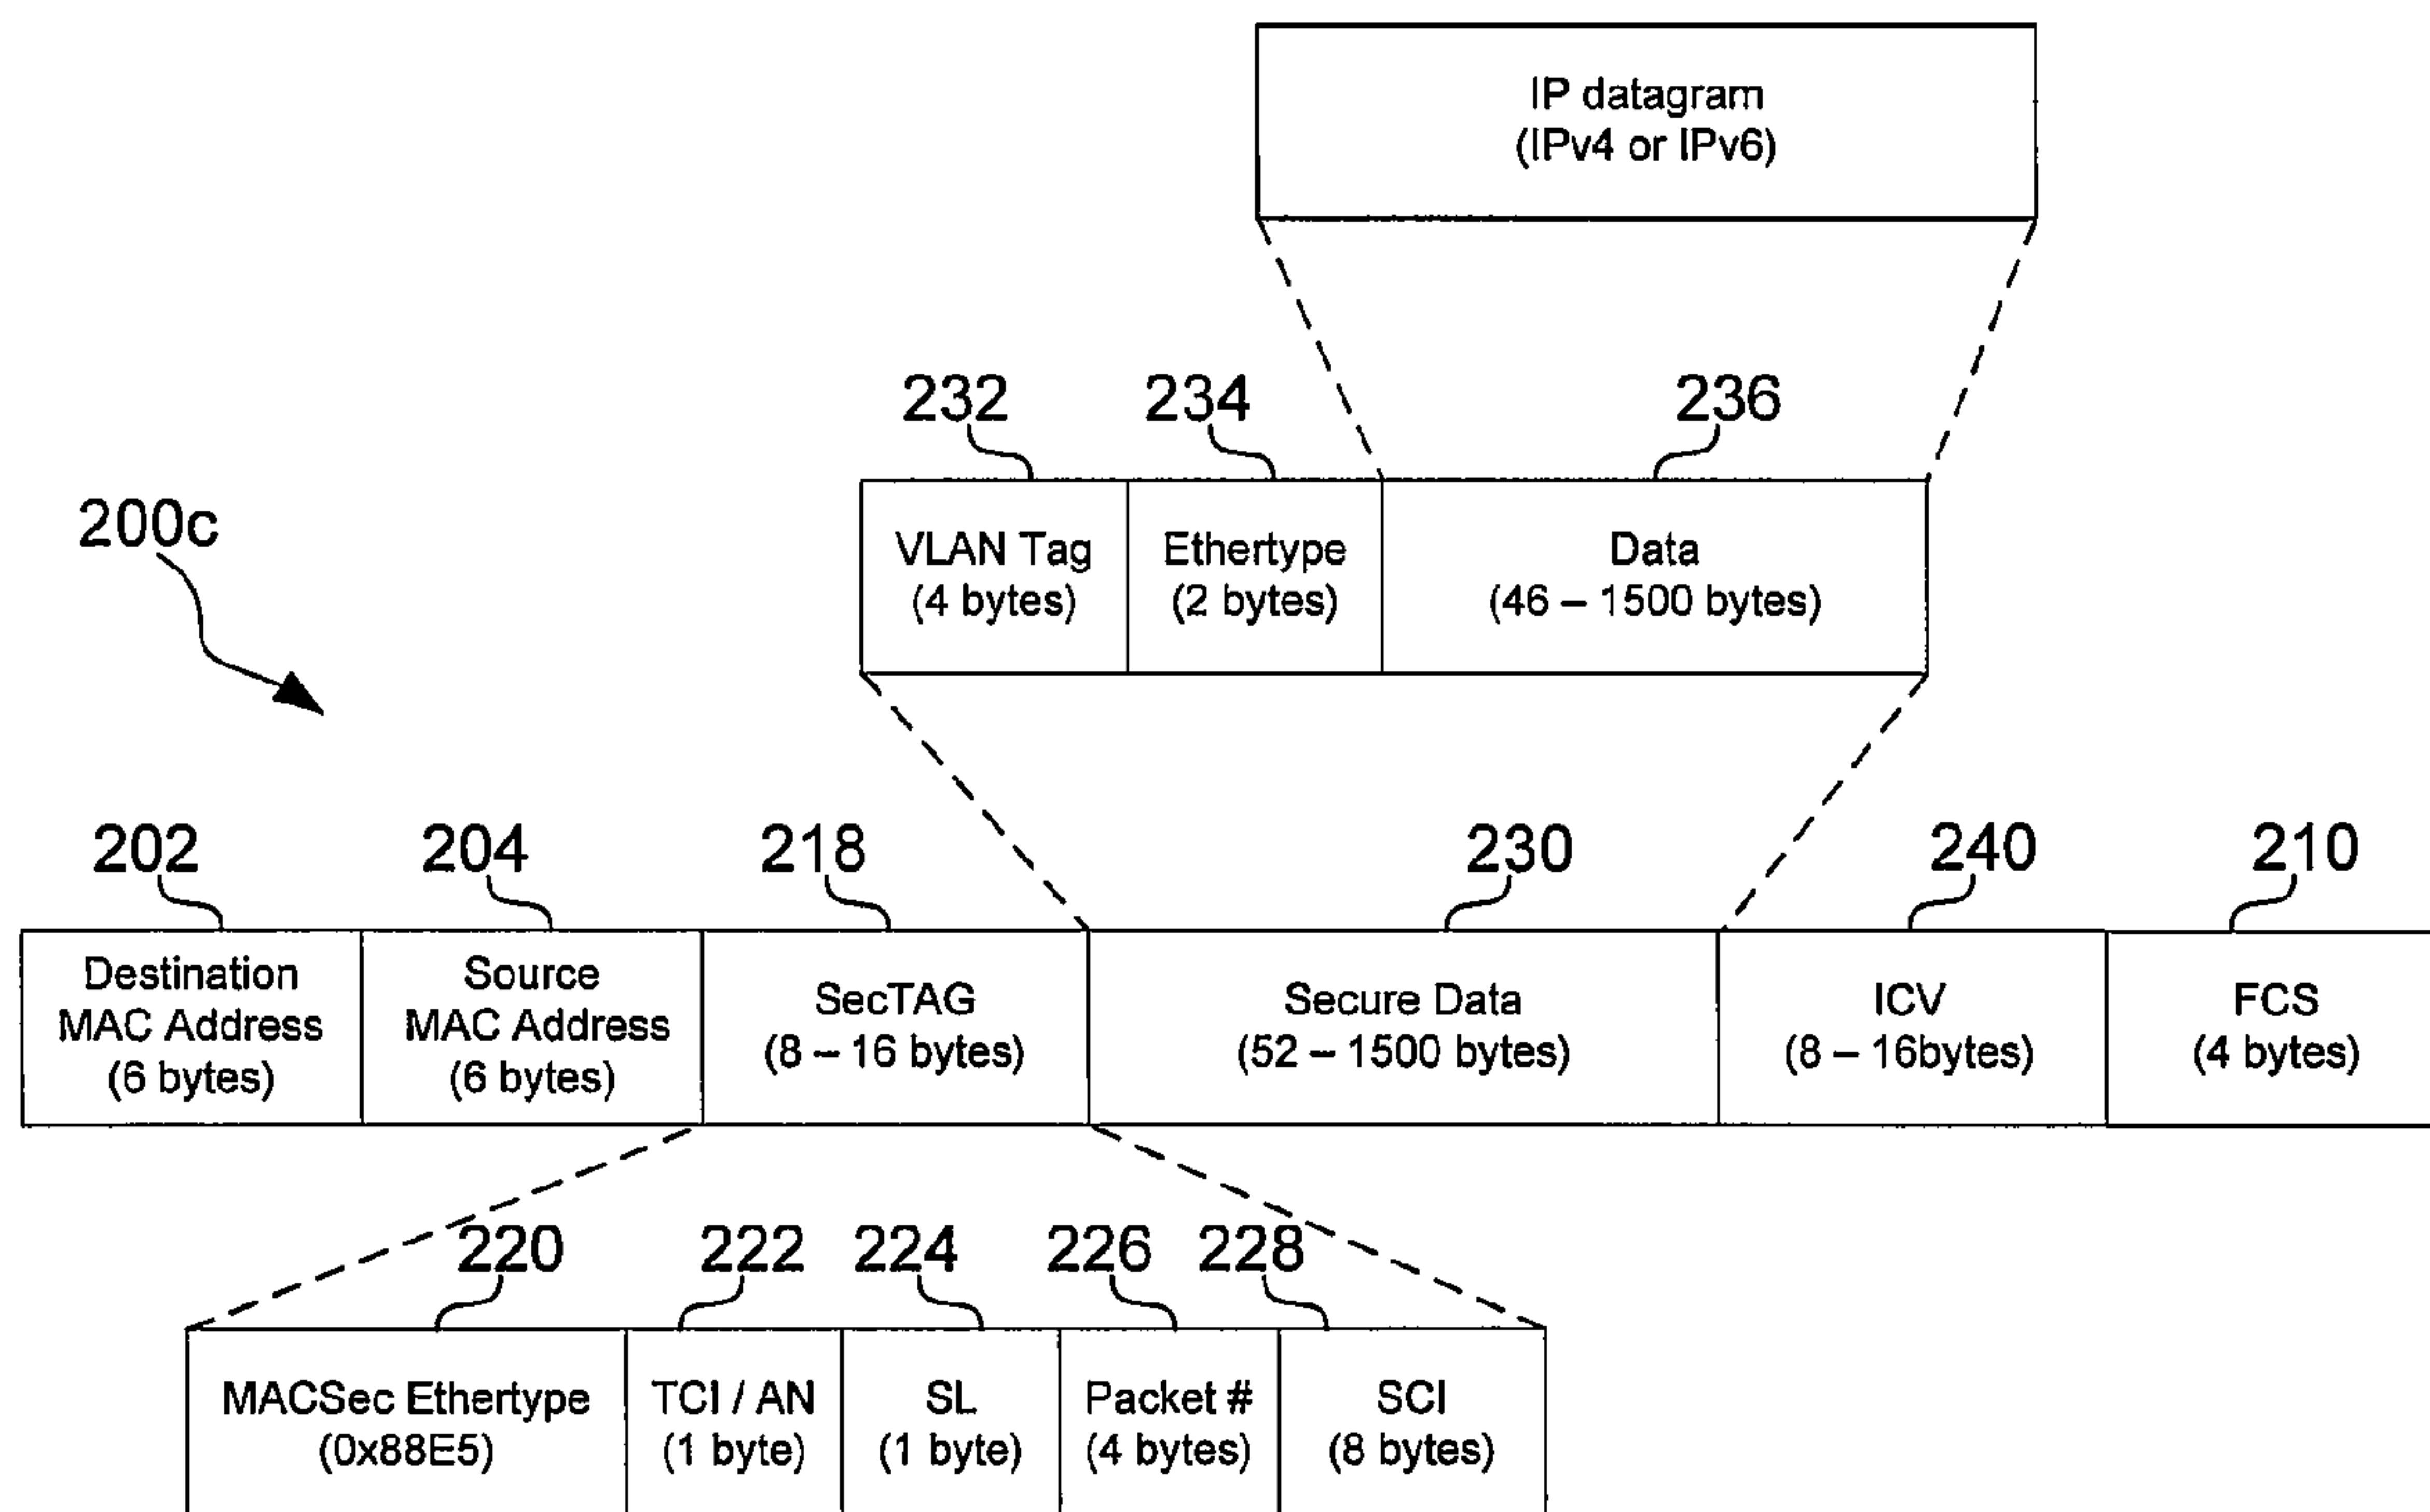 IP datagram
(IPv4 or IPv6)
232
234
236
200c
VLAN Tag
(4 bytes)
Ethertype
(2 bytes)
Data
(46 – 1500 bytes)
202
204
218
230
240
210
Destination
MAC Address
(6 bytes)
Source
MAC Address
(6 bytes)
SecTAG
(8 – 16 bytes)
Secure Data
(52 – 1500 bytes)
ICV
(8 – 16bytes)
FCS
(4 bytes)
220
222
224
226
228
MACSec Ethertype
(0x88E5)
TCI / AN
(1 byte)
SL
(1 byte)
Packet #
(4 bytes)
SCI
(8 bytes)